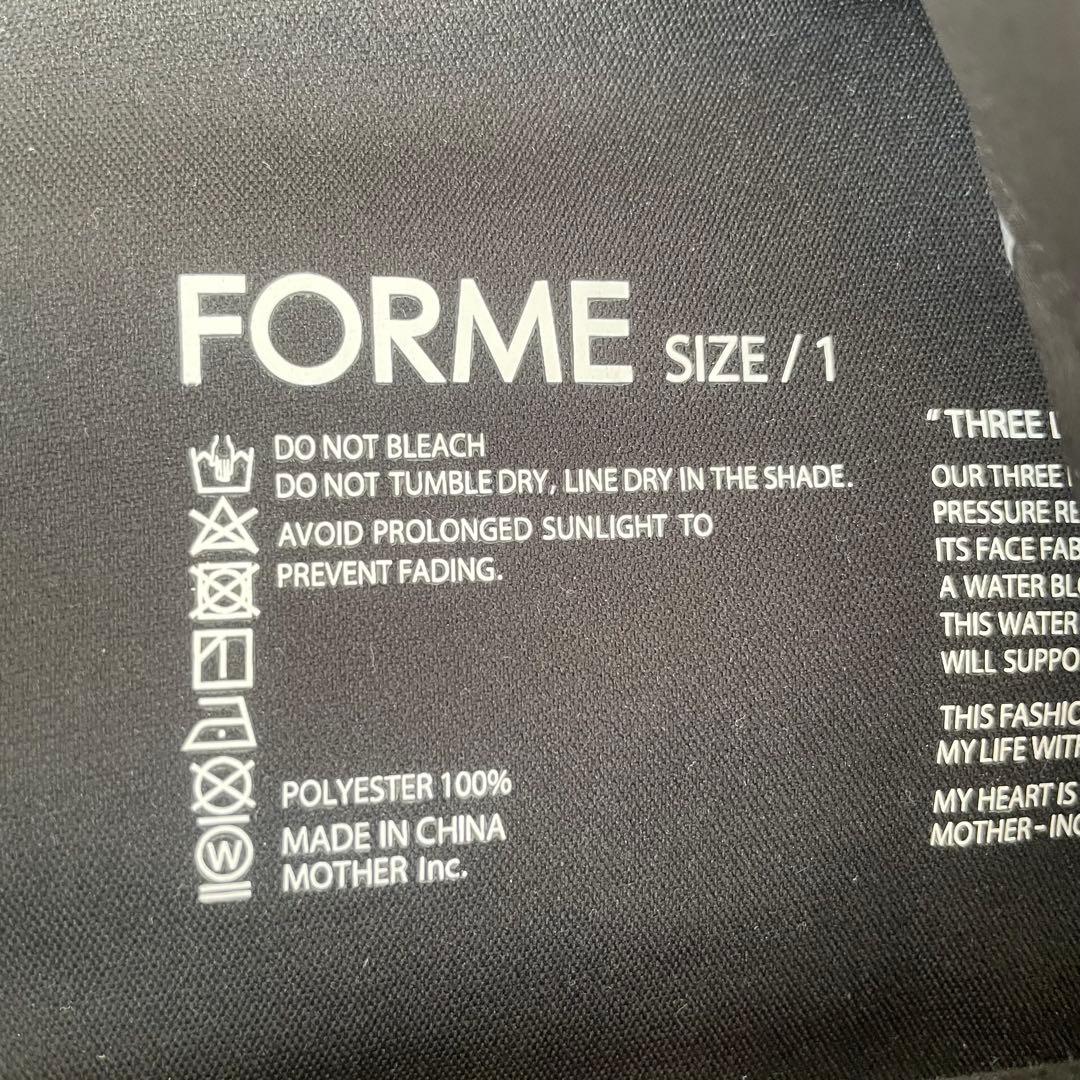 FORME SIZE / 1
DO NOT BLEACH
DO NOT TUMBLE DRY, LINE DRY IN THE SHADE.
AVOID PROLONGED SUNLIGHT TO
PREVENT FADING.
W
POLYESTER 100%
MADE IN CHINA
MOTHER Inc.
“THREE
OUR THREE
PRESSURE
ITS FACE
A WATER
THIS WATER
WILL
THIS
MY LIFE
MY HEART IS
MOTHER-